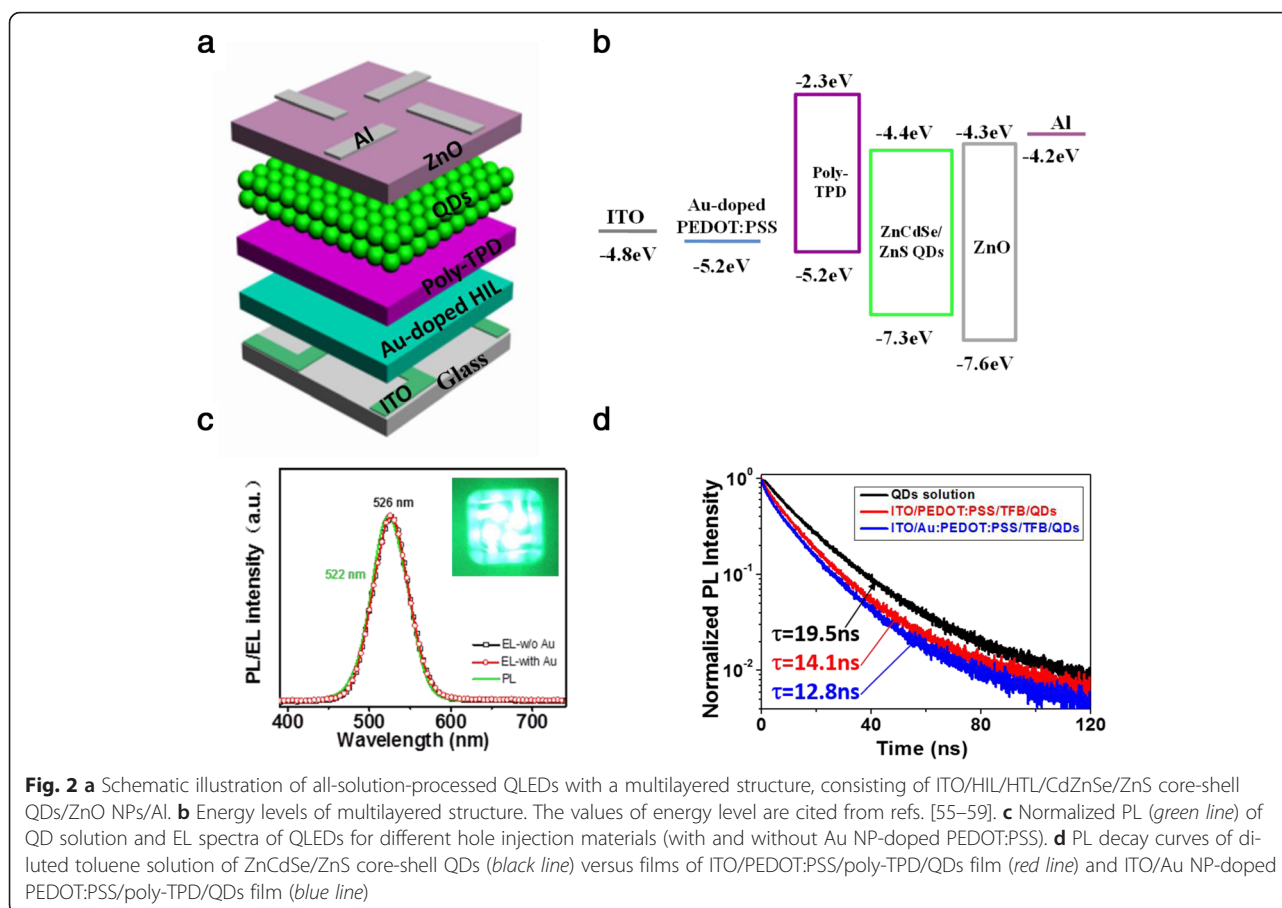 a
Al
ZnO
QDs
Poly-TPD
Au-doped HIL
ITO
Glass
b
-2.3eV
Al
-4.4eV
-4.3eV
-4.2eV
Poly-
TPD
Au-doped
PEDOT:PSS
ITO
ZnCdSe/
ZnS QDs
ZnO
-4.8eV
-5.2eV
-5.2eV
-7.3eV
-7.6eV
c
PL/EL intensity (a.u.)
526 nm
522 nm
EL-w/o Au
EL-with Au
PL
400 500 600 700
Wavelength (nm)
d
Normalized PL Intensity
10⁰
10⁻¹
10⁻²
QDs solution
ITO/PEDOT:PSS/TFB/QDs
ITO/Au:PEDOT:PSS/TFB/QDs
τ=19.5ns
τ=14.1ns
τ=12.8ns
0 40 80 120
Time (ns)
Fig. 2 a Schematic illustration of all-solution-processed QLEDs with a multilayered structure, consisting of ITO/HIL/HTL/CdZnSe/ZnS core-shell
QDs/ZnO NPs/Al. b Energy levels of multilayered structure. The values of energy level are cited from refs. [55–59]. c Normalized PL (green line) of
QD solution and EL spectra of QLEDs for different hole injection materials (with and without Au NP-doped PEDOT:PSS). d PL decay curves of di-
luted toluene solution of ZnCdSe/ZnS core-shell QDs (black line) versus films of ITO/PEDOT:PSS/poly-TPD/QDs film (red line) and ITO/Au NP-doped
PEDOT:PSS/poly-TPD/QDs film (blue line)